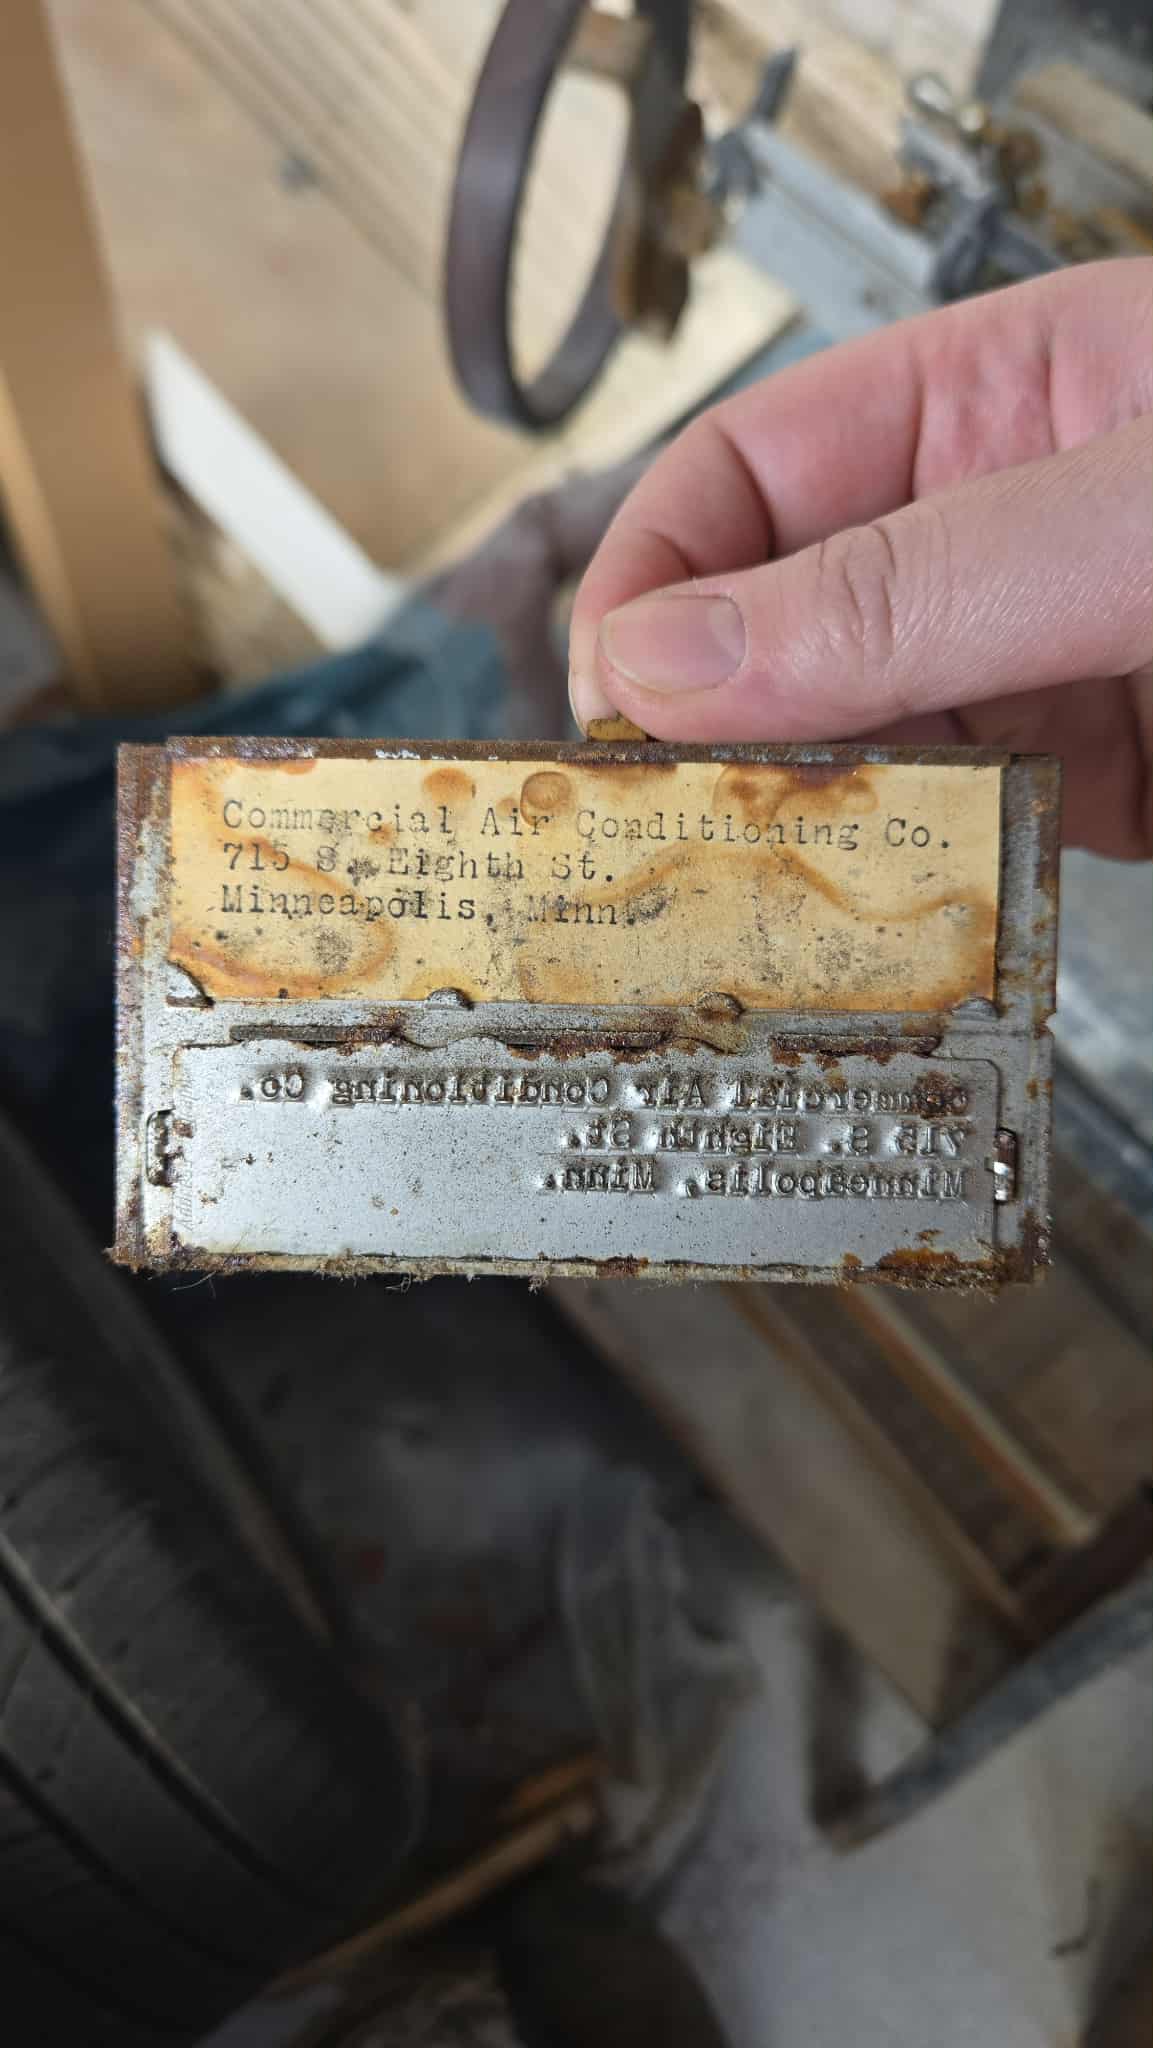 Commercial Air Conditioning Co.
715 S. Eighth St.
Minneapolis, Minn.
Commercial Air Conditioning Co.
715 S. Eighth St.
Minneapolis, Minn.